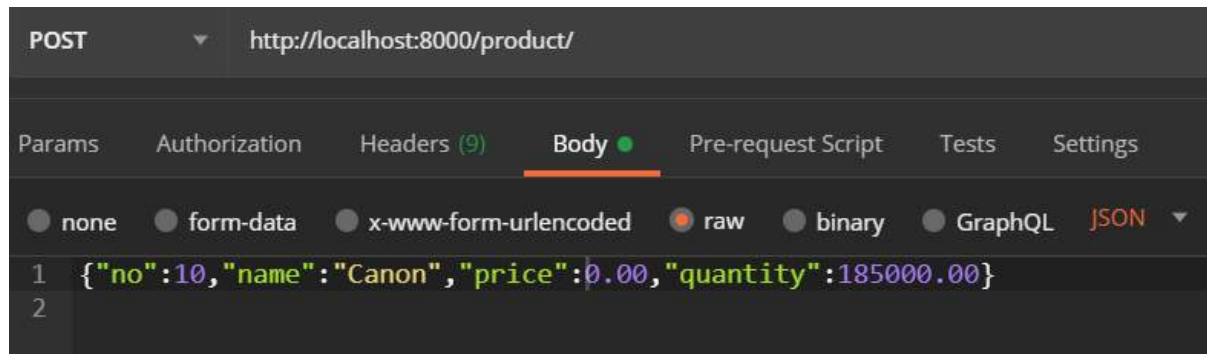 POST http://localhost:8000/product/
Params Authorization Headers (9) Body Pre-request Script Tests Settings
none form-data x-www-form-urlencoded raw binary GraphQL JSON
1 {"no":10,"name":"Canon","price":0.00,"quantity":185000.00}
2